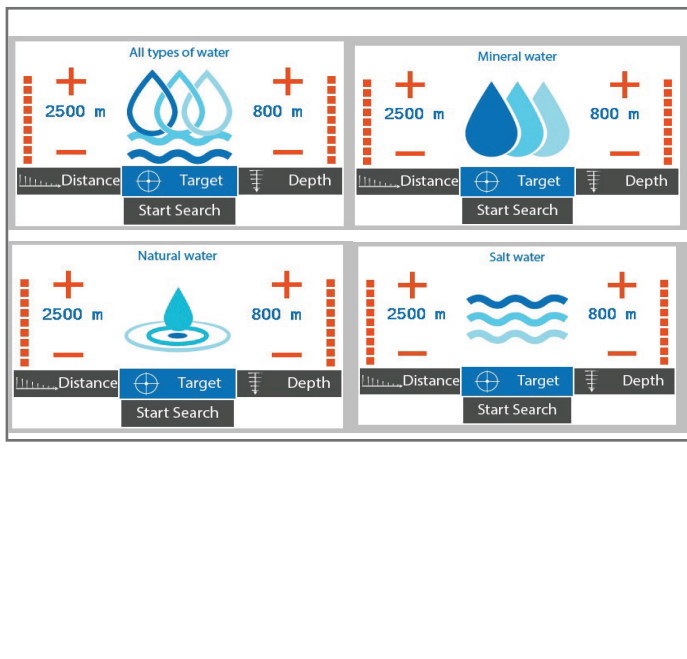 All types of water
2500 m
800 m
Distance
Target
Depth
Start Search
Mineral water
2500 m
800 m
Distance
Target
Depth
Start Search
Natural water
2500 m
800 m
Distance
Target
Depth
Start Search
Salt water
2500 m
800 m
Distance
Target
Depth
Start Search